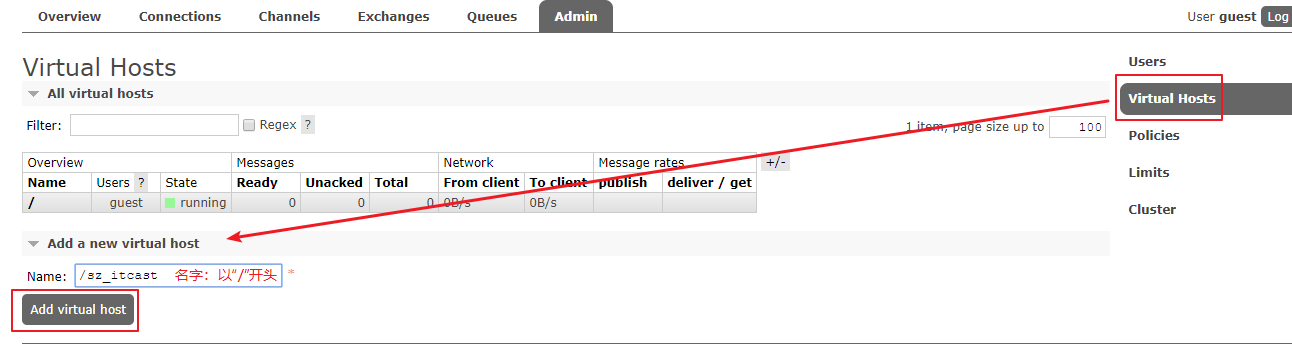 Overview Connections Channels Exchanges Queues Admin User guest Log
Virtual Hosts
Users
All virtual hosts
Virtual Hosts
Filter: Regex ? 1 item, page size up to 100
Policies
Overview Messages Network Message rates +/-
Limits
Name Users ? State Ready Unacked Total From client To client publish deliver / get
/ guest running 0 0 0 0B/s 0B/s
Cluster
Add a new virtual host
Name: /sz_itcast 名字：以“/”开头 *
Add virtual host